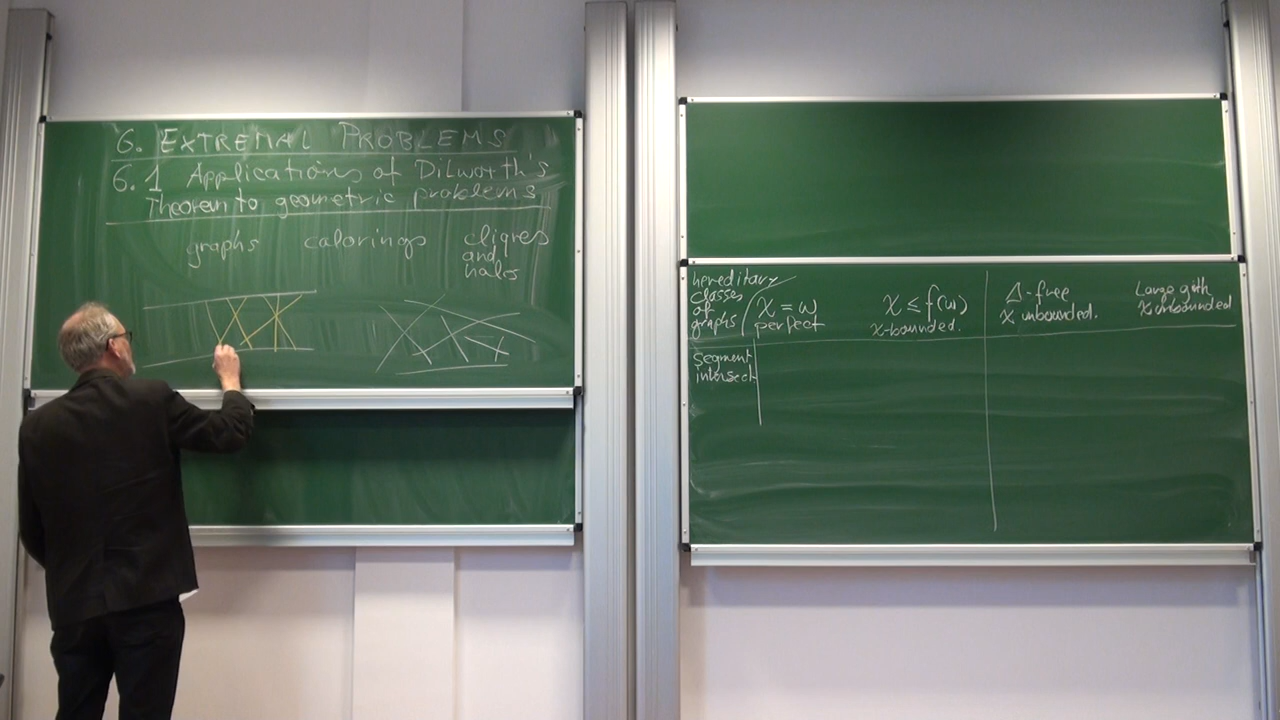 6. EXTREMAL PROBLEMS
6.1 Applications of Dilworth's
Theorem to geometric problems
graphs colorings cliques
and
holes
hereditary
classes
of
graphs
χ = ω
perfect
χ ≤ f(ω)
χ-bounded.
Δ-free
χ unbounded.
Large girth
χ unbounded
Segment
intersect